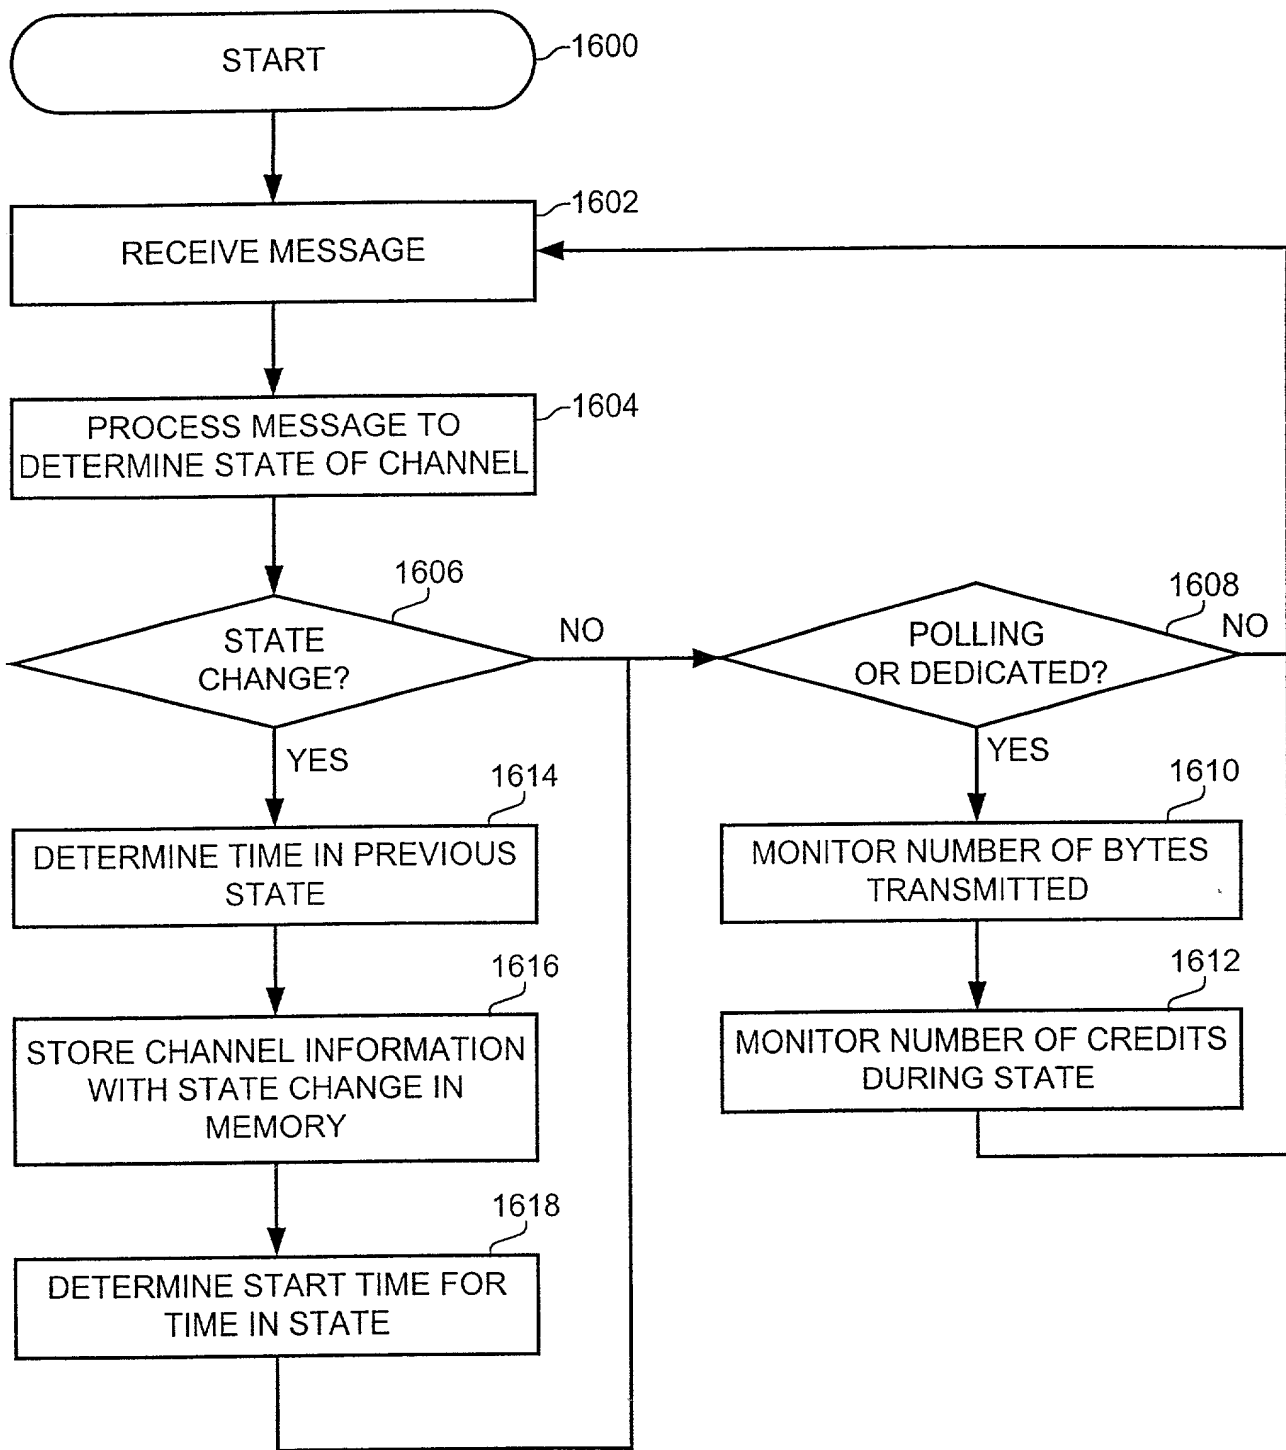 START
1600
1602
RECEIVE MESSAGE
1604
PROCESS MESSAGE TO
DETERMINE STATE OF CHANNEL
1606
STATE
CHANGE?
NO
YES
1608
POLLING
OR DEDICATED?
NO
YES
1614
DETERMINE TIME IN PREVIOUS
STATE
1610
MONITOR NUMBER OF BYTES
TRANSMITTED
1616
STORE CHANNEL INFORMATION
WITH STATE CHANGE IN
MEMORY
1612
MONITOR NUMBER OF CREDITS
DURING STATE
1618
DETERMINE START TIME FOR
TIME IN STATE